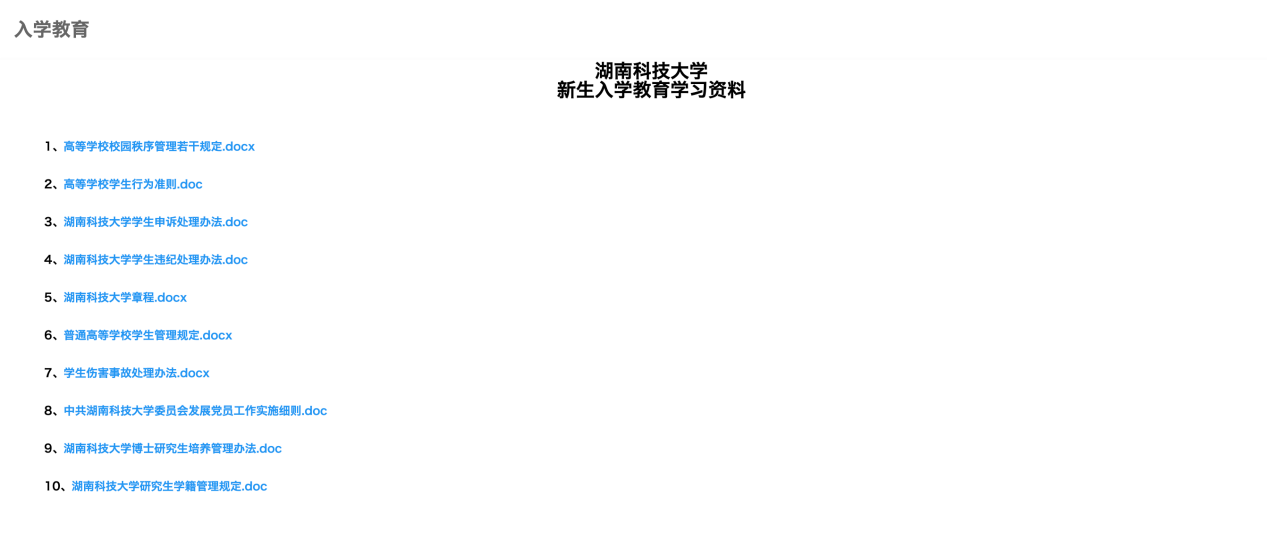 入学教育
湖南科技大学
新生入学教育学习资料
1、高等学校校园秩序管理若干规定.docx
2、高等学校学生行为准则.doc
3、湖南科技大学学生申诉处理办法.doc
4、湖南科技大学学生违纪处理办法.doc
5、湖南科技大学章程.docx
6、普通高等学校学生管理规定.docx
7、学生伤害事故处理办法.docx
8、中共湖南科技大学委员会发展党员工作实施细则.doc
9、湖南科技大学博士研究生培养管理办法.doc
10、湖南科技大学研究生学籍管理规定.doc